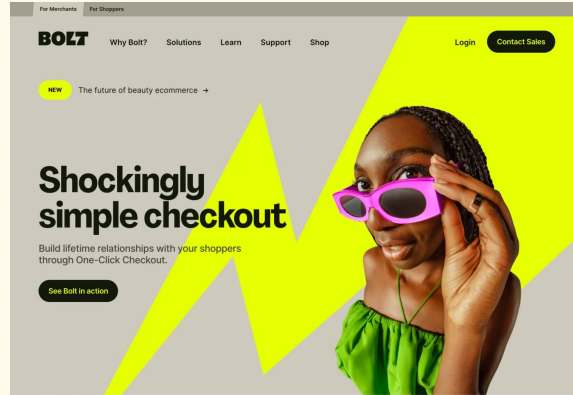 For Merchants For Shoppers
BOLT Why Bolt? Solutions Learn Support Shop Login Contact Sales
NEW The future of beauty ecommerce →
Shockingly
simple checkout
Build lifetime relationships with your shoppers
through One-Click Checkout.
See Bolt in action